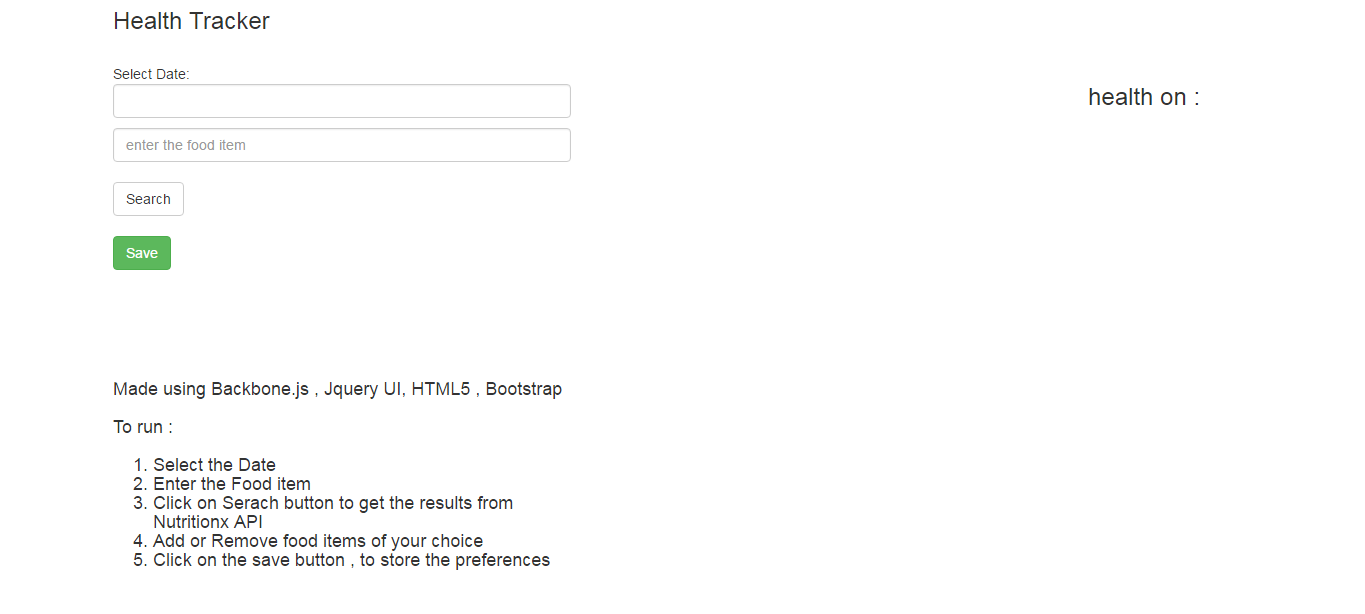 Health Tracker
Select Date:
health on :
enter the food item
Search
Save
Made using Backbone.js , Jquery UI, HTML5 , Bootstrap
To run :
1. Select the Date
2. Enter the Food item
3. Click on Serach button to get the results from
Nutritionx API
4. Add or Remove food items of your choice
5. Click on the save button , to store the preferences